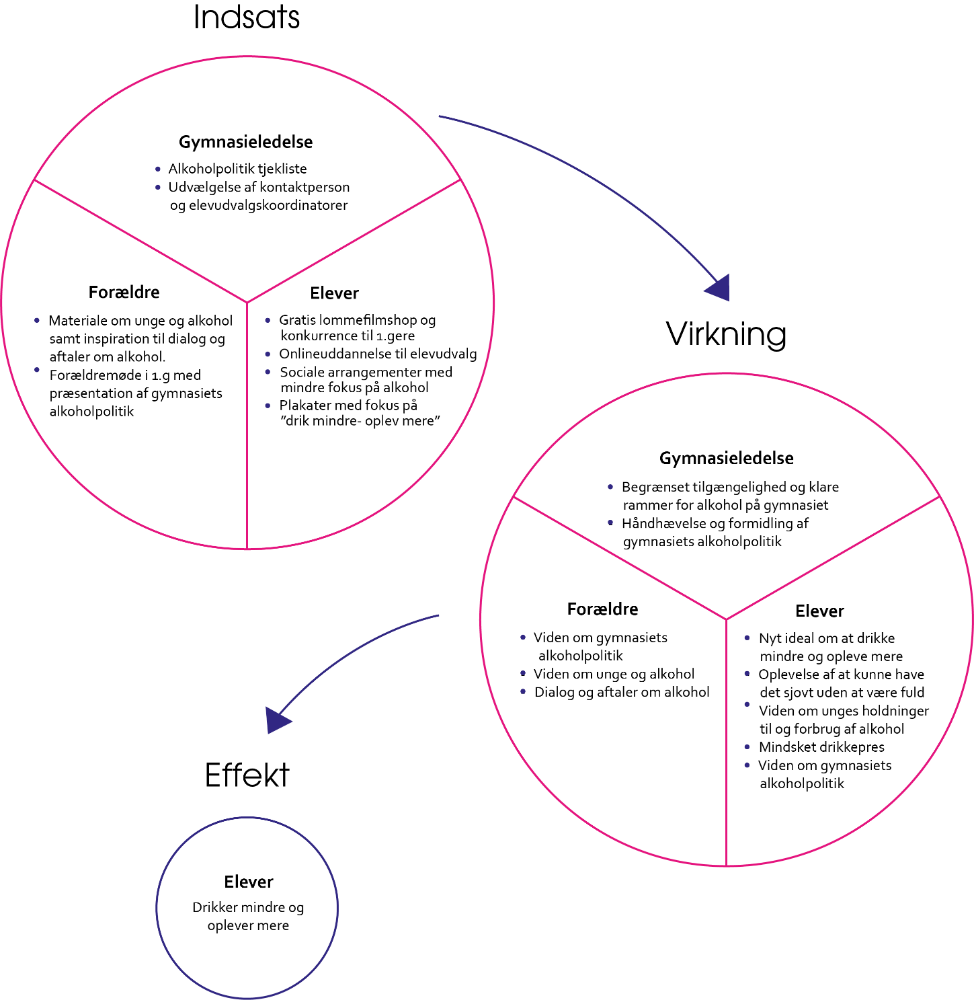 Indsats
Gymnasieledelse
• Alkoholpolitik tjekliste
• Udvælgelse af kontaktperson
og elevudvalgskoordinatorer
Forældre
• Materiale om unge og alkohol
samt inspiration til dialog og
aftaler om alkohol.
• Forældremøde i 1.g med
præsentation af gymnasiets
alkoholpolitik
Elever
• Gratis lommefilmshop og
konkurrence til 1.gere
• Onlineuddannelse til elevudvalg
• Sociale arrangementer med
mindre fokus på alkohol
• Plakater med fokus på
”drik mindre- oplev mere”
Virkning
Gymnasieledelse
• Begrænset tilgængelighed og klare
rammer for alkohol på gymnasiet
• Håndhævelse og formidling af
gymnasiets alkoholpolitik
Forældre
• Viden om gymnasiets
alkoholpolitik
• Viden om unge og alkohol
• Dialog og aftaler om alkohol
Elever
• Nyt ideal om at drikke
mindre og opleve mere
• Oplevelse af at kunne have
det sjovt uden at være fuld
• Viden om unges holdninger
til og forbrug af alkohol
• Mindsket drikkepres
• Viden om gymnasiets
alkoholpolitik
Effekt
Elever
Drikker mindre og
oplever mere